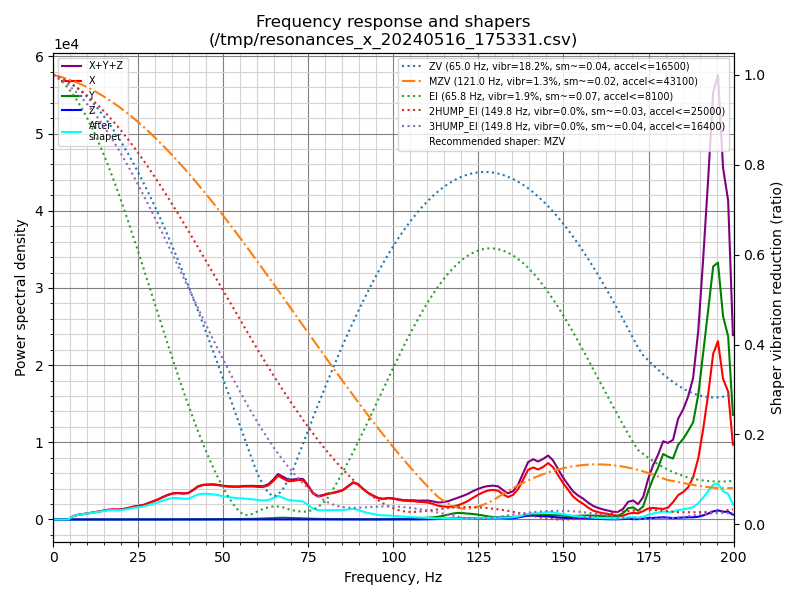 Frequency response and shapers
(/tmp/resonances_x_20240516_175331.csv)
1e4
X+Y+Z
X
Y
Z
After
shaper
ZV (65.0 Hz, vibr=18.2%, sm~=0.04, accel<=16500)
MZV (121.0 Hz, vibr=1.3%, sm~=0.02, accel<=43100)
EI (65.8 Hz, vibr=1.9%, sm~=0.07, accel<=8100)
2HUMP_EI (149.8 Hz, vibr=0.0%, sm~=0.03, accel<=25000)
3HUMP_EI (149.8 Hz, vibr=0.0%, sm~=0.04, accel<=16400)
Recommended shaper: MZV
6
5
4
3
2
1
0
Power spectral density
1.0
0.8
0.6
0.4
0.2
0.0
Shaper vibration reduction (ratio)
0 25 50 75 100 125 150 175 200
Frequency, Hz